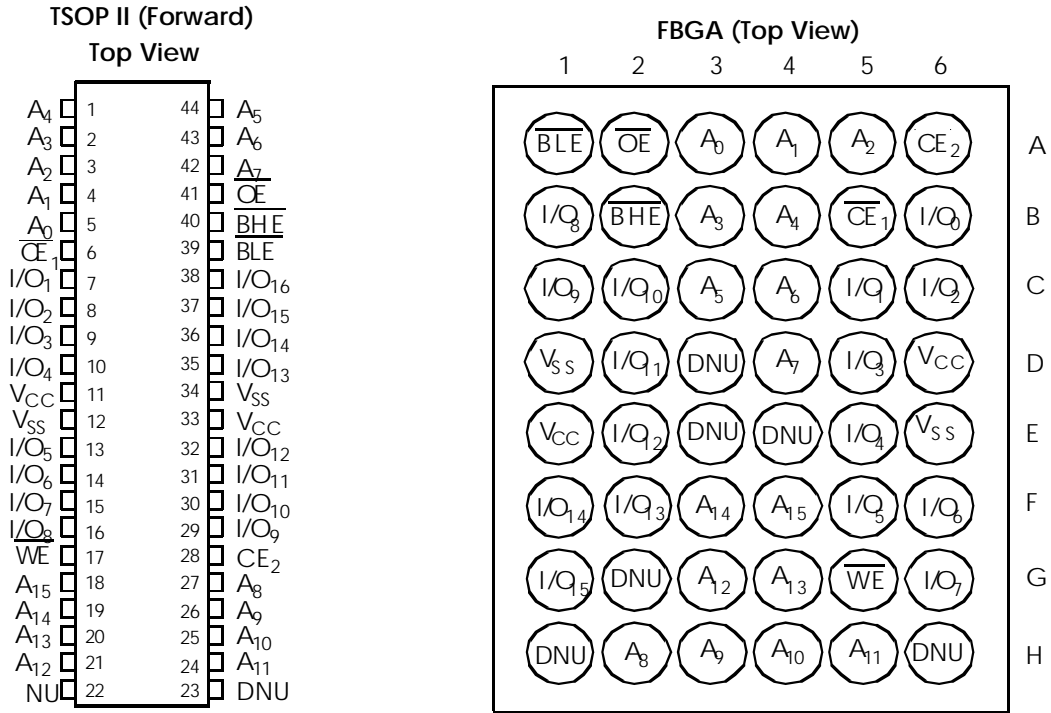 TSOP II (Forward)
Top View
A4 1 44 A5
A3 2 43 A6
A2 3 42 A7
A1 4 41 OE
A0 5 40 BHE
CE1 6 39 BLE
I/O1 7 38 I/O16
I/O2 8 37 I/O15
I/O3 9 36 I/O14
I/O4 10 35 I/O13
VCC 11 34 VSS
VSS 12 33 VCC
I/O5 13 32 I/O12
I/O6 14 31 I/O11
I/O7 15 30 I/O10
I/O8 16 29 I/O9
WE 17 28 CE2
A15 18 27 A8
A14 19 26 A9
A13 20 25 A10
A12 21 24 A11
NU 22 23 DNU
FBGA (Top View)
1 2 3 4 5 6
BLE OE A0 A1 A2 CE2 A
I/O8 BHE A3 A4 CE1 I/O0 B
I/O9 I/O10 A5 A6 I/O1 I/O2 C
VSS I/O11 DNU A7 I/O3 VCC D
VCC I/O12 DNU DNU I/O4 VSS E
I/O14 I/O13 A14 A15 I/O5 I/O6 F
I/O15 DNU A12 A13 WE I/O7 G
DNU A8 A9 A10 A11 DNU H